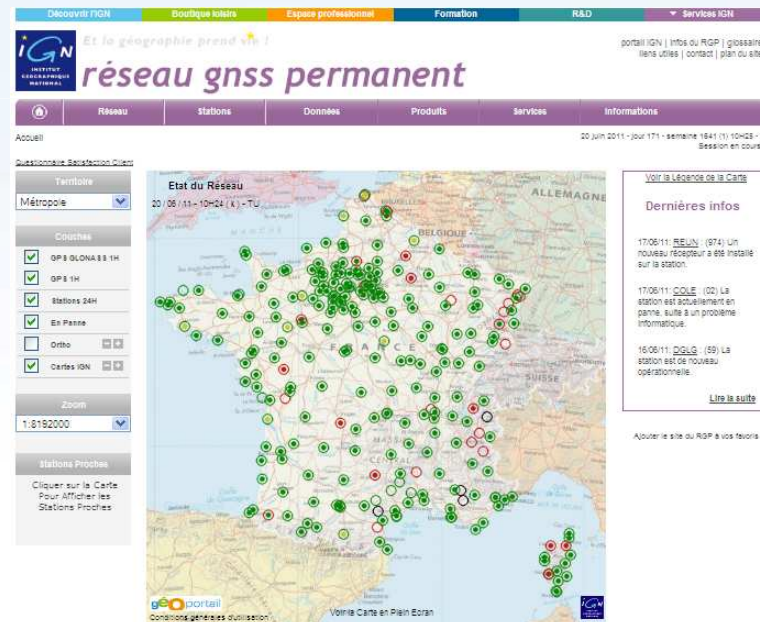 Découvrir l'IGN Boutique loisirs Espace professionnel Formation R&D Services IGN
IGN
INSTITUT
GEOGRAPHIQUE
NATIONAL
Et la géographie prend vie !
réseau gnss permanent
portail IGN | Infos du RGP | glossaire
liens utiles | contact | plan du site
Réseau Stations Données Produits Services Informations
Accueil
20 juin 2011 - jour 171 - semaine 1641 (1) 10H25 -
Session en cours
Questionnaire Satisfaction Client
Territoire
Métropole
Couches
GPS GLONASS 1H
GPS 1H
Stations 24H
En Panne
Ortho
Cartes IGN
Zoom
1:8192000
Stations Proches
Cliquer sur la Carte
Pour Afficher les
Stations Proches
Etat du Réseau
20 / 06 / 11 - 10H24 ( k ) - TU
MANCHE
BRUXELLES
BELGIQUE
ALLEMAGNE
FRANCE
SUISSE
MASSIF
CENTRAL
géoportail
Conditions générales d'utilisation
Voir la Carte en Plein Ecran
IGN
Voir la Légende de la Carte
Dernières infos
17/06/11: REUN : (974) Un
nouveau récepteur a été installé
sur la station.
17/06/11: COLE : (02) La
station est actuellement en
panne, suite à un problème
informatique.
16/06/11: DGLG : (59) La
station est de nouveau
opérationnelle.
Lire la suite
Ajouter le site du RGP à vos favoris